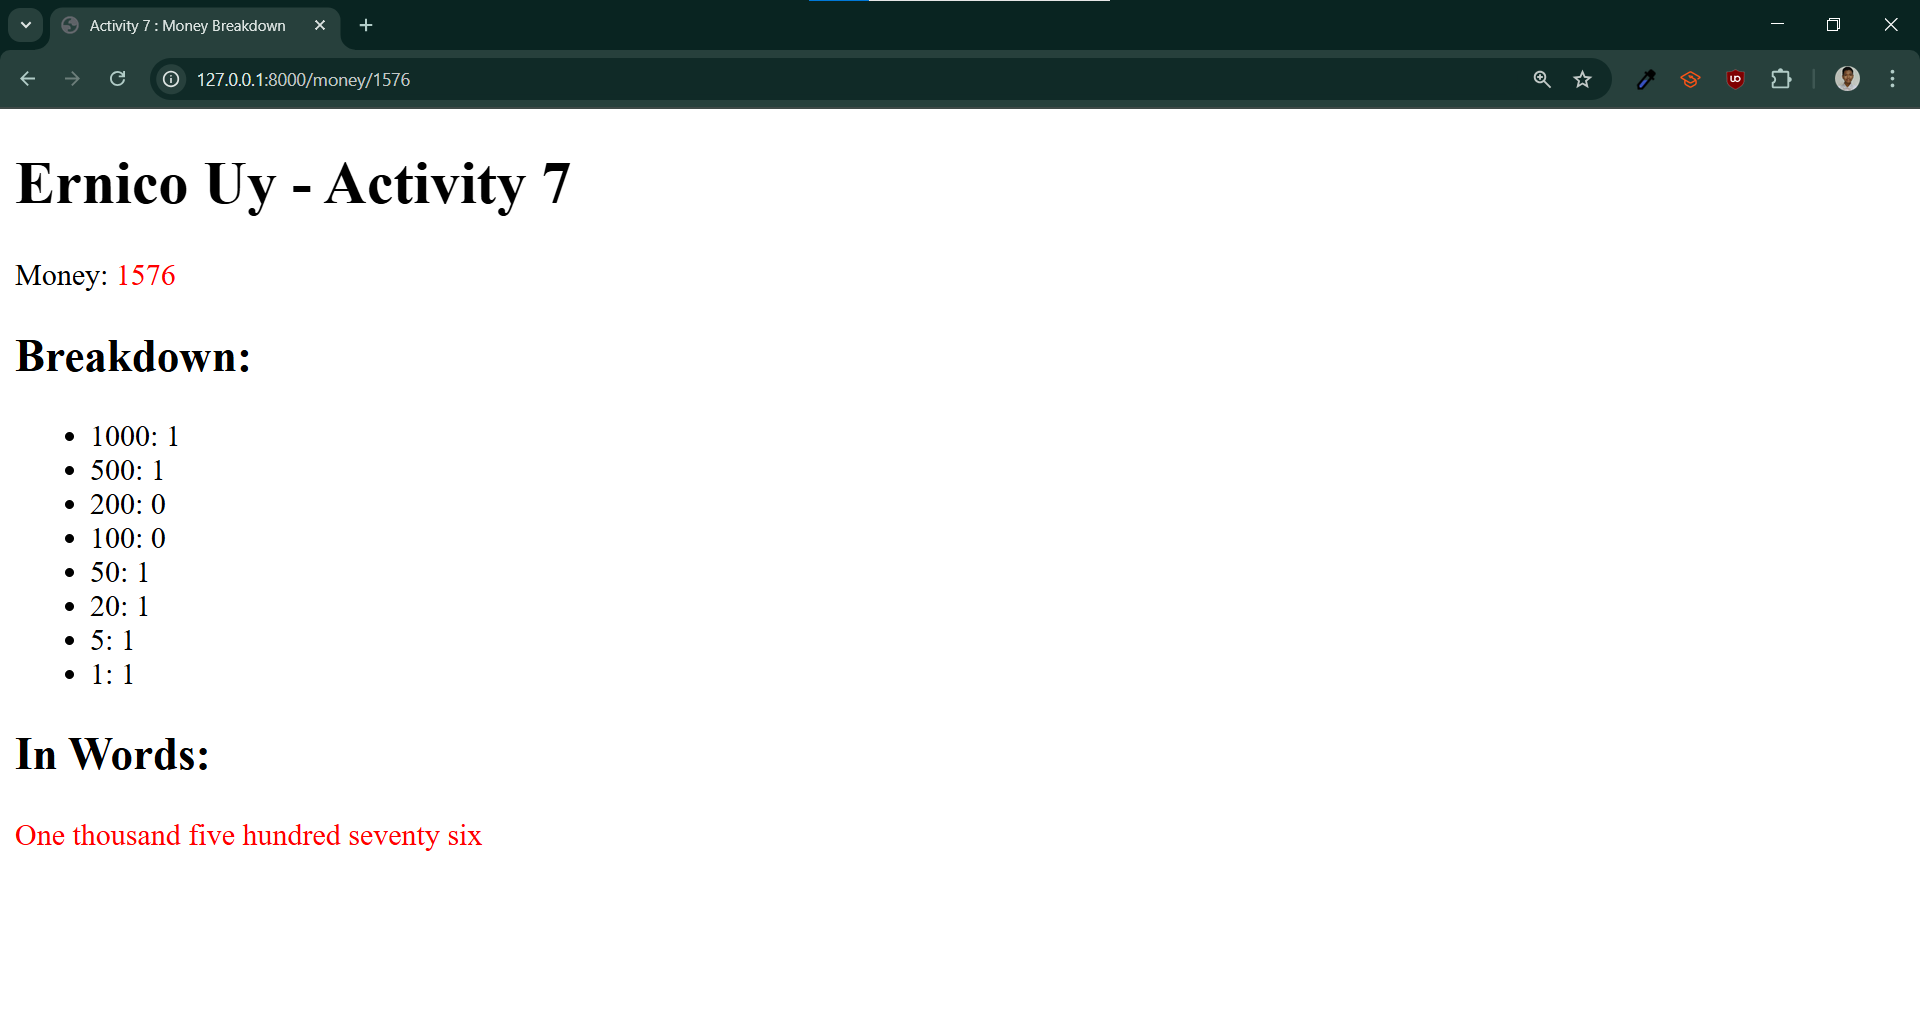 Activity 7 : Money Breakdown
127.0.0.1:8000/money/1576
Ernico Uy - Activity 7
Money: 1576
Breakdown:
1000: 1
500: 1
200: 0
100: 0
50: 1
20: 1
5: 1
1: 1
In Words:
One thousand five hundred seventy six